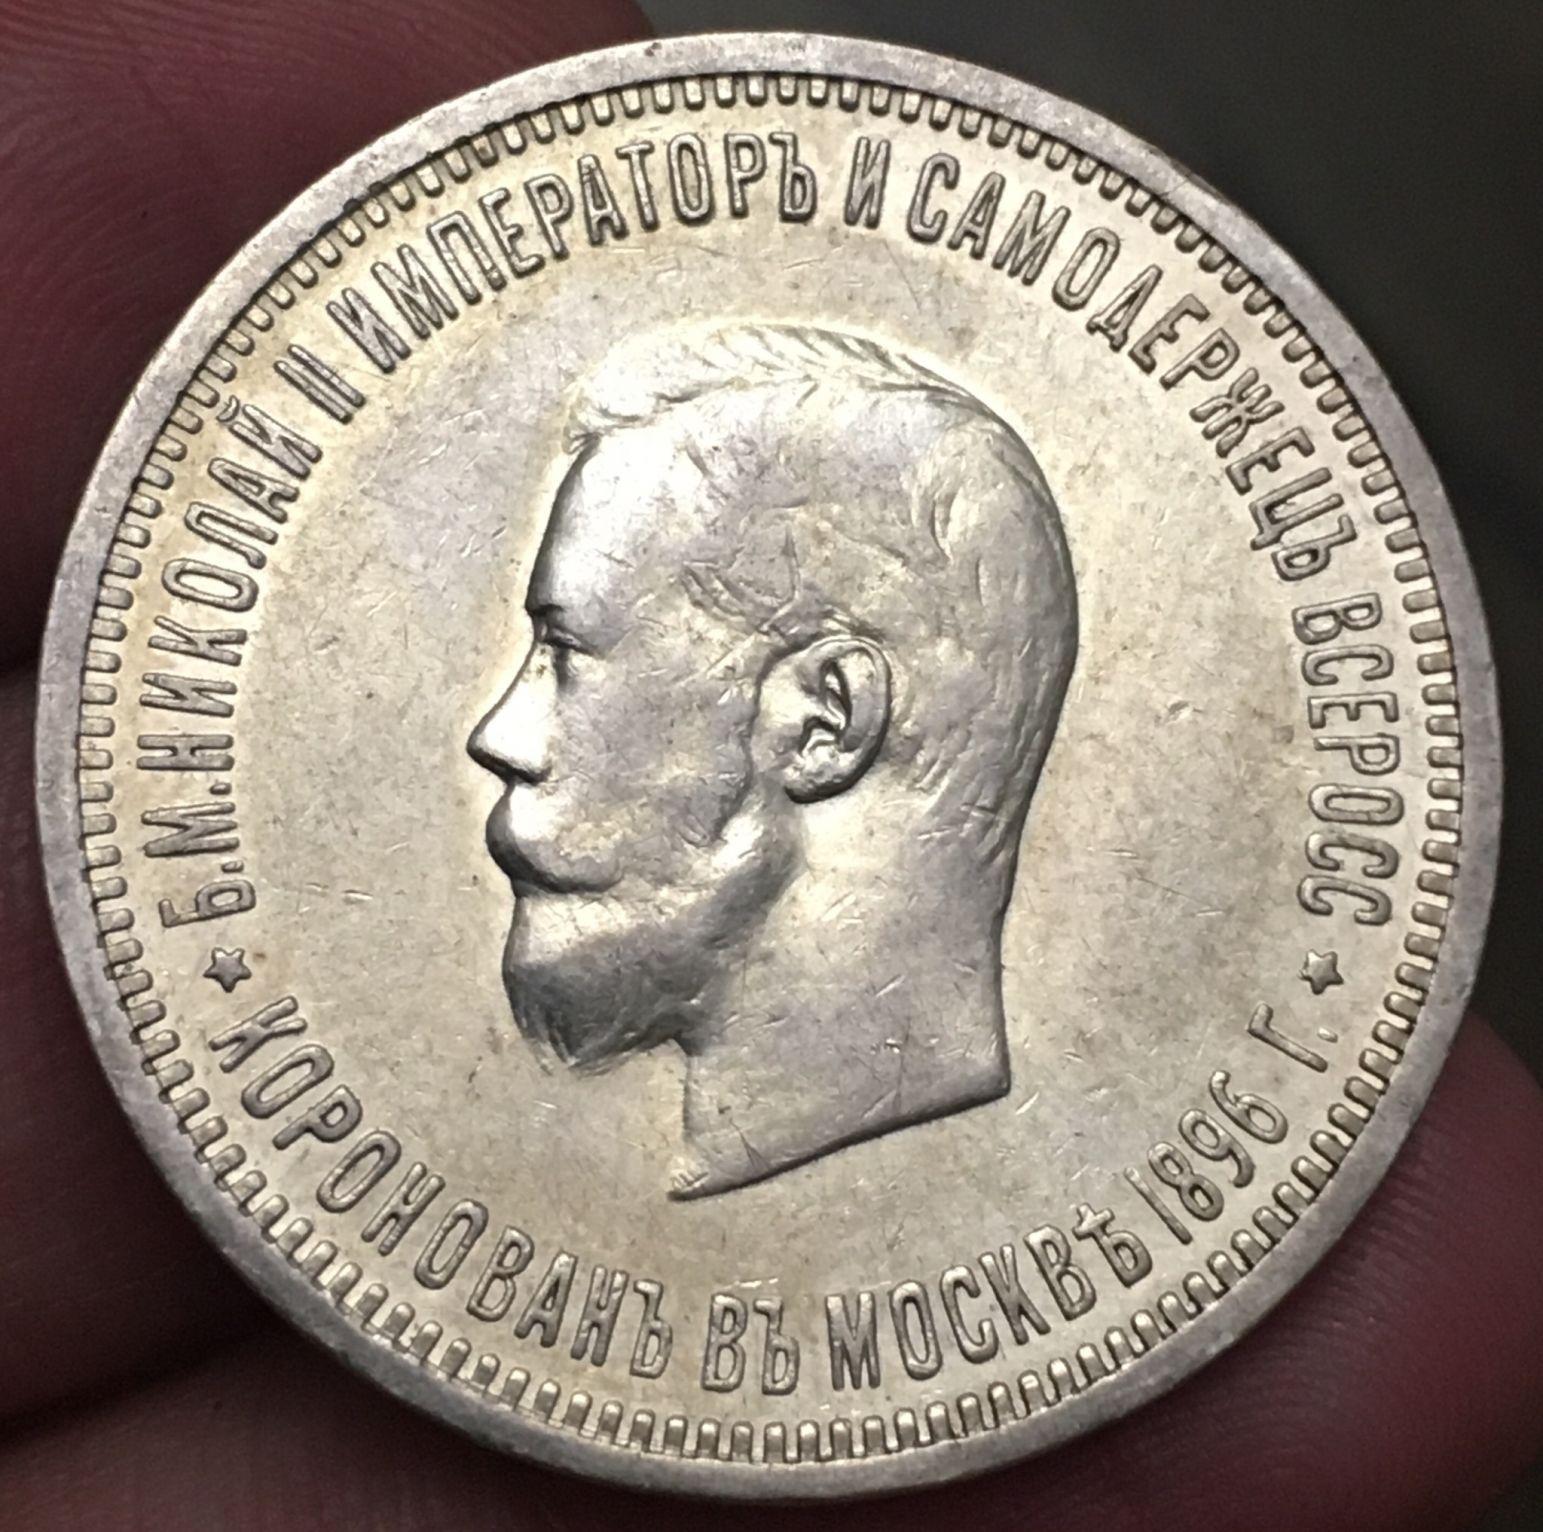 Б.М.НИКОЛАЙ II ИМПЕРАТОРЪ И САМОДЕРЖЕЦЪ ВСЕРОСС
КОРОНОВАНЪ ВЪ МОСКВѢ 1896 Г.